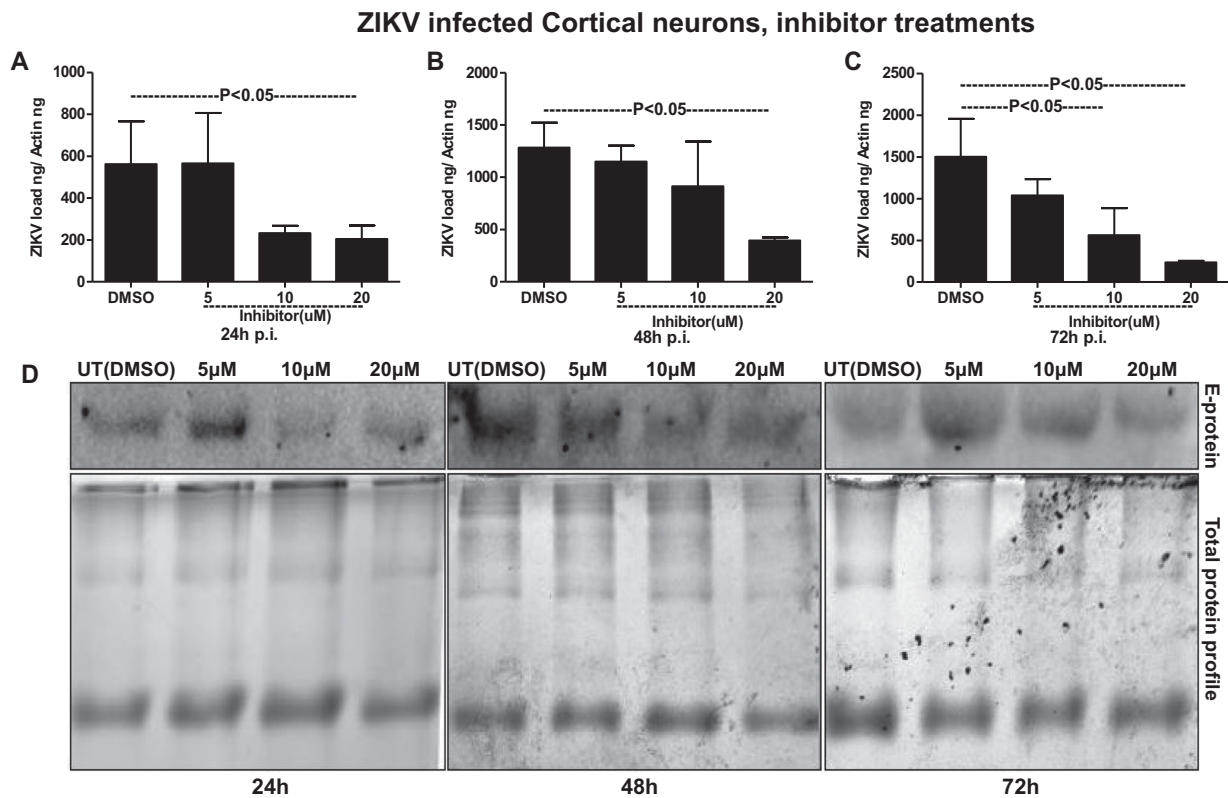 ZIKV infected Cortical neurons, inhibitor treatments
A
ZIKV load ng/ Actin ng
1000
800
600
400
200
0
P<0.05
DMSO 5 10 20
Inhibitor(uM)
24h p.i.
B
ZIKV load ng/ Actin ng
2000
1500
1000
500
0
P<0.05
DMSO 5 10 20
Inhibitor(uM)
48h p.i.
C
ZIKV load ng/ Actin ng
2500
2000
1500
1000
500
0
P<0.05
P<0.05
DMSO 5 10 20
Inhibitor(uM)
72h p.i.
D
UT(DMSO) 5µM 10µM 20µM
UT(DMSO) 5µM 10µM 20µM
UT(DMSO) 5µM 10µM 20µM
E-protein
Total protein profile
24h
48h
72h